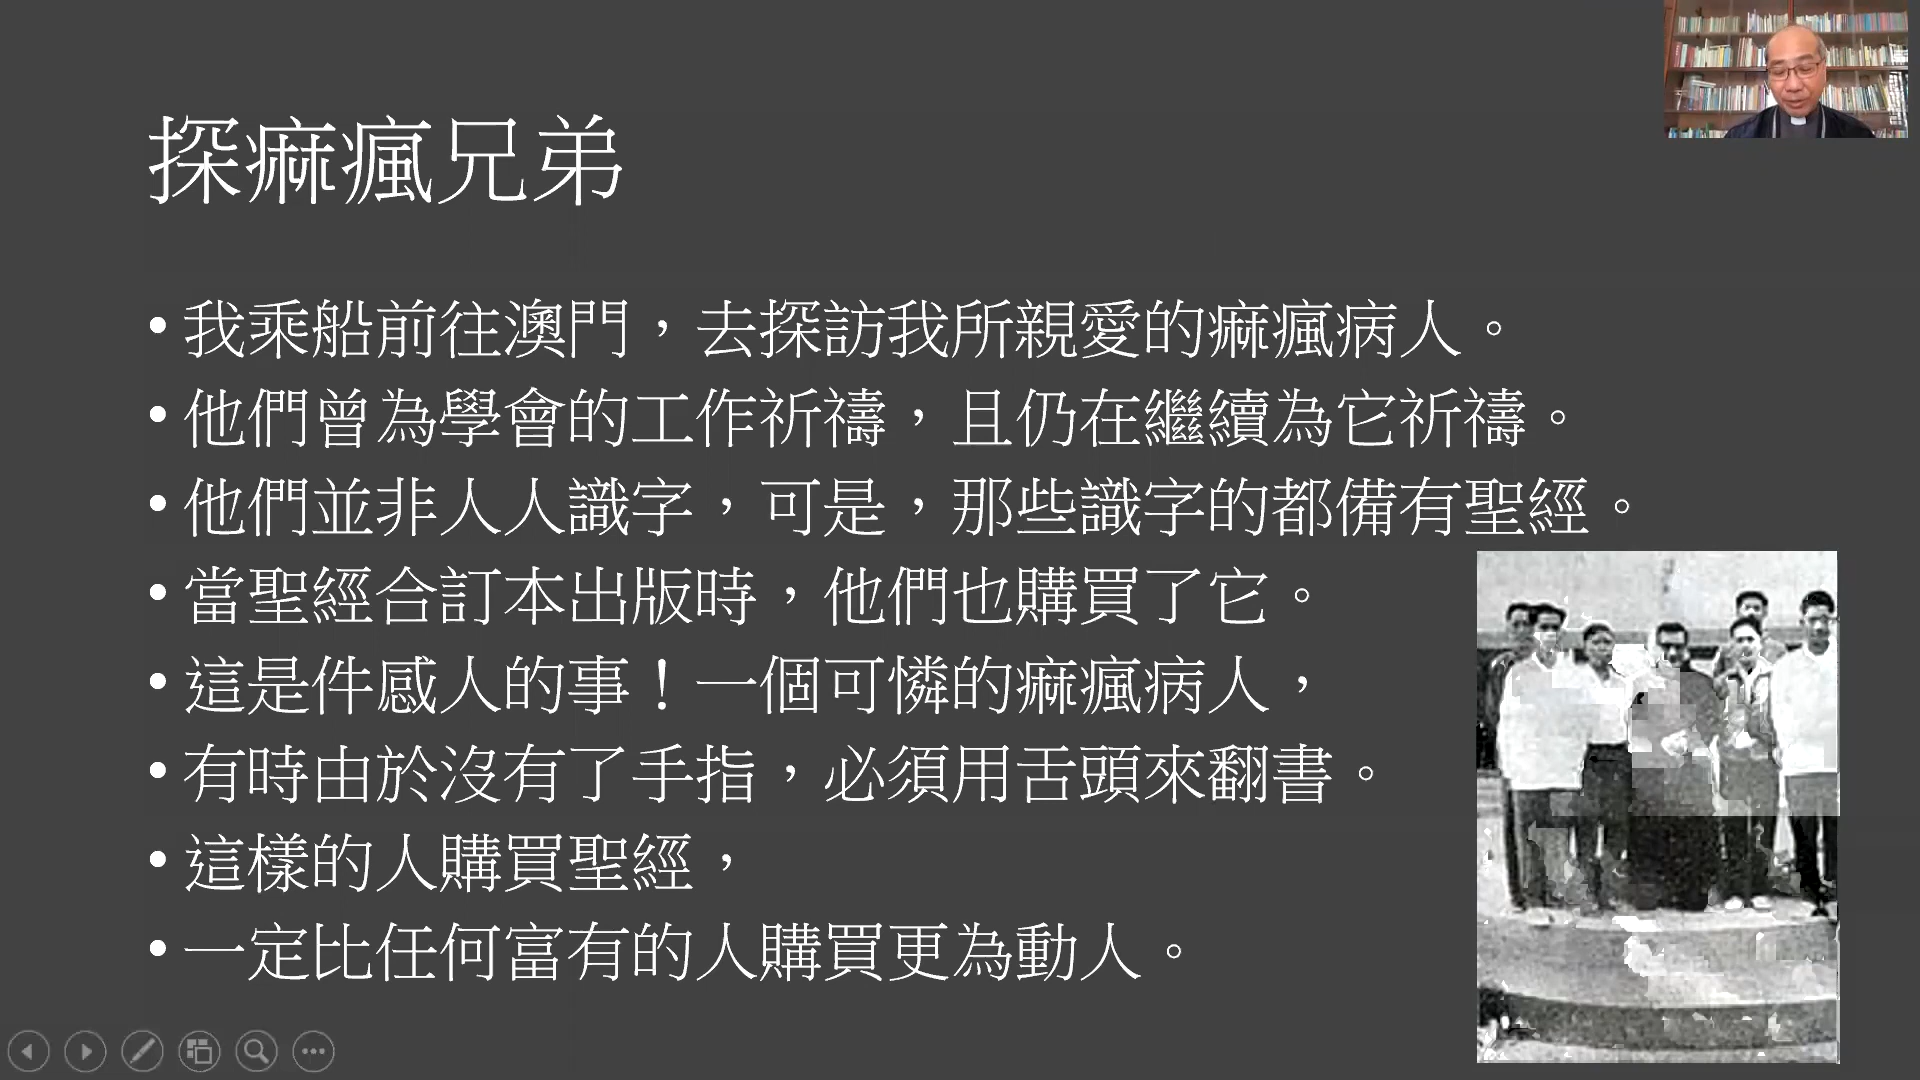 探痲瘋兄弟
• 我乘船前往澳門，去探訪我所親愛的痲瘋病人。
• 他們曾為學會的工作祈禱，且仍在繼續為它祈禱。
• 他們並非人人識字，可是，那些識字的都備有聖經。
• 當聖經合訂本出版時，他們也購買了它。
• 這是件感人的事！一個可憐的痲瘋病人，
• 有時由於沒有了手指，必須用舌頭來翻書。
• 這樣的人購買聖經，
• 一定比任何富有的人購買更為動人。